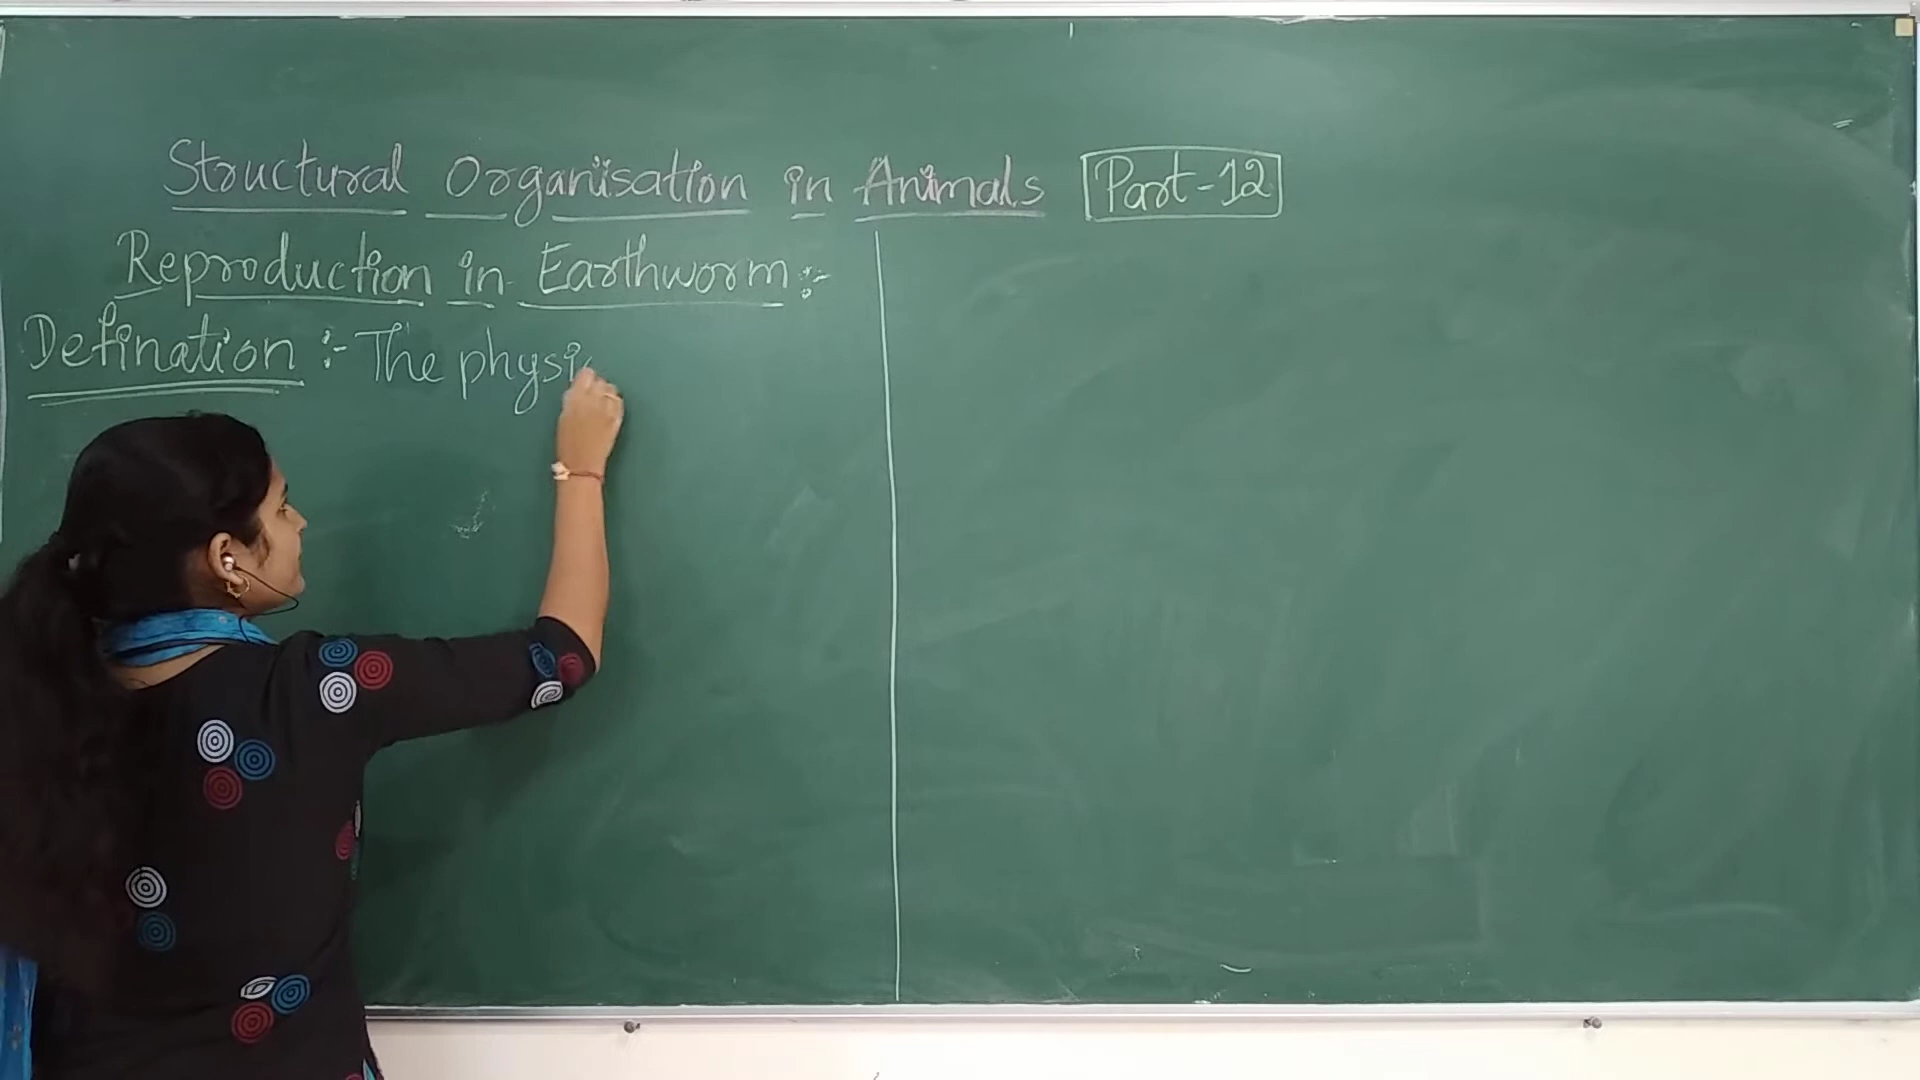 Structural Organisation in Animals Part-12
Reproduction in Earthworm:-
Defination :- The physi